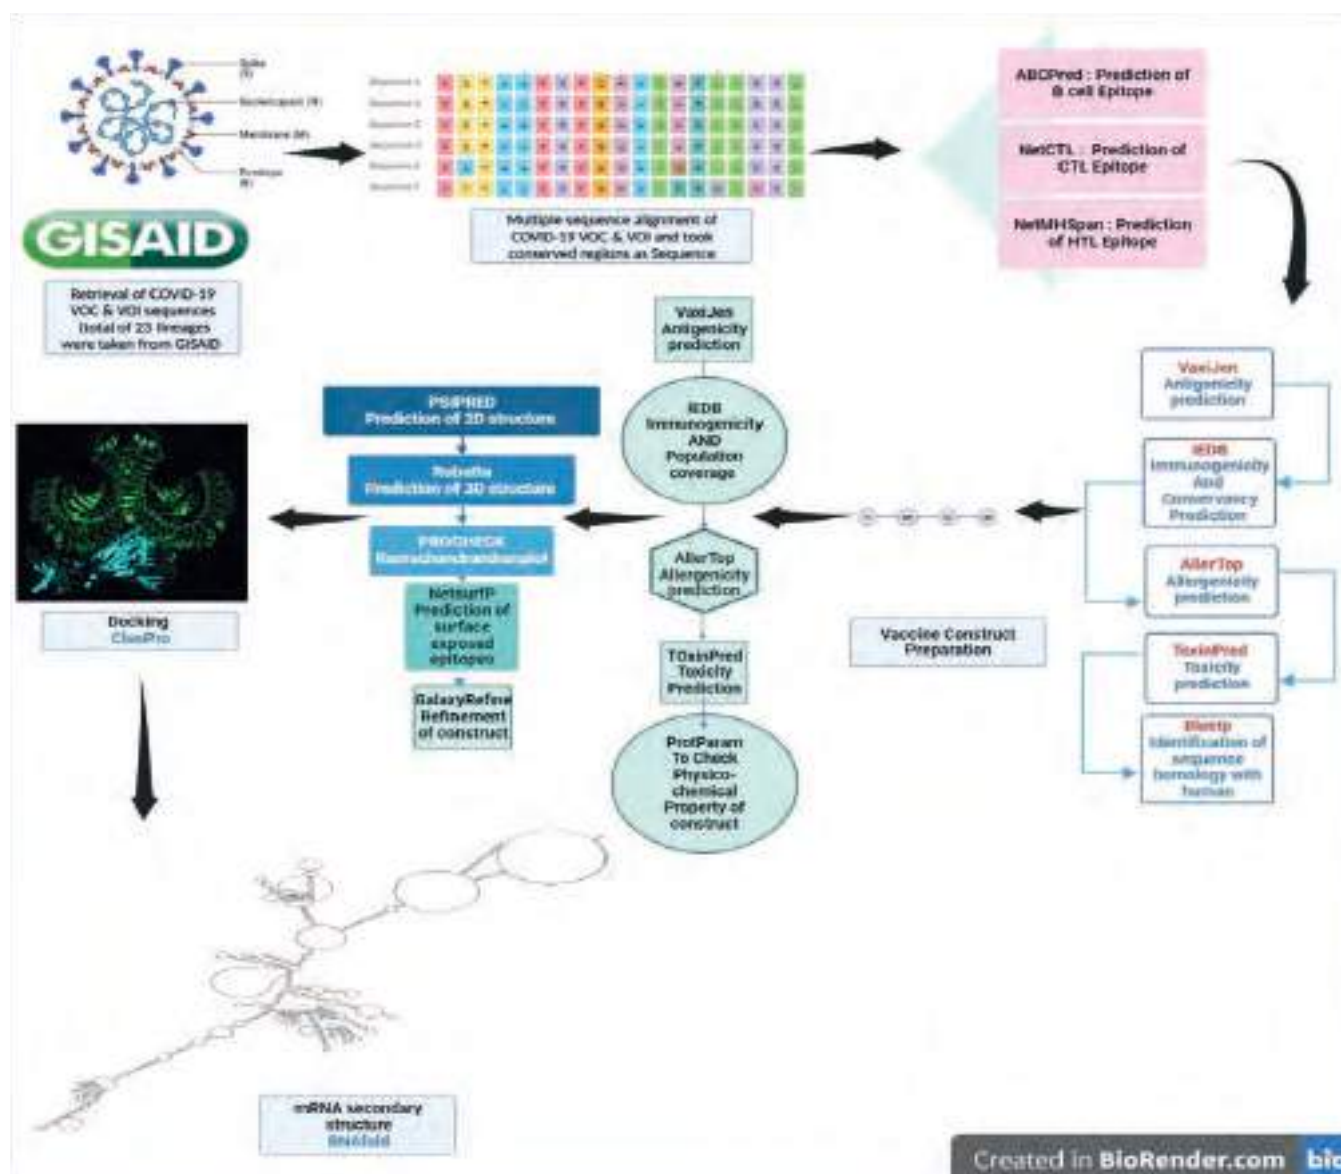 Spike
(S)
Nucleocapsid (N)
Membrane (M)
Envelope
(E)
Sequence A
GISAID
Retrieval of COVID-19
VOC & VOI sequences
(total of 23 lineages
were taken from GISAID
Multiple sequence alignment of
COVID-19 VOC & VOI and took
conserved regions as Sequence
ABCPred : Prediction of
B cell Epitope
NetCTL : Prediction of
CTL Epitope
NetMHSpan : Prediction
of HTL Epitope
VaxiJen
Antigenicity
prediction
IEDB
Immunogenicity
And
Conservancy
Prediction
AllerTop
Allergenicity
prediction
ToxinPred
Toxicity
prediction
Blastp
Identification of
sequence
homology with
human
Vaccine Construct
Preparation
VaxiJen
Antigenicity
prediction
IEDB
Immunogenicity
AND
Population
coverage
AllerTop
Allergenicity
prediction
TOxinPred
Toxicity
Prediction
ProtParam
To Check
Physico-
chemical
Property of
construct
PSIPRED
Prediction of 2D structure
Robetta
Prediction of 3D structure
PROCHECK
NetsurfP
Prediction of
surface
exposed
epitopes
GalaxyRefine
Refinement
of construct
Docking
ClusPro
mRNA secondary
structure
RNAfold
Created in BioRender.com bio